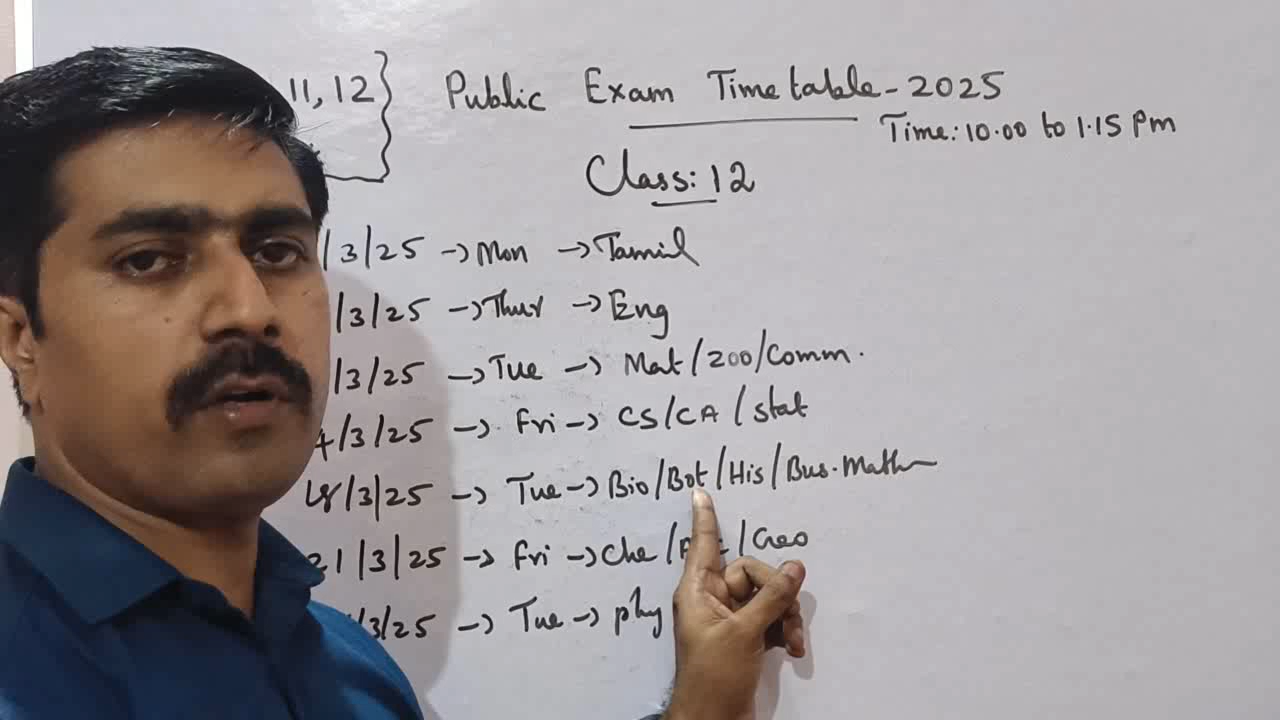 11, 12}
Public Exam Timetable - 2025
Time: 10.00 to 1.15 Pm
Class: 12
/3/25 -> Mon -> Tamil
/3/25 -> Thur -> Eng
/3/25 -> Tue -> Mat/Zoo/Comm.
4/3/25 -> Fri -> CS/CA/Stat
18/3/25 -> Tue -> Bio/Bot/His/Bus.Math
21/3/25 -> Fri -> Che/ /Geo
/3/25 -> Tue -> phy